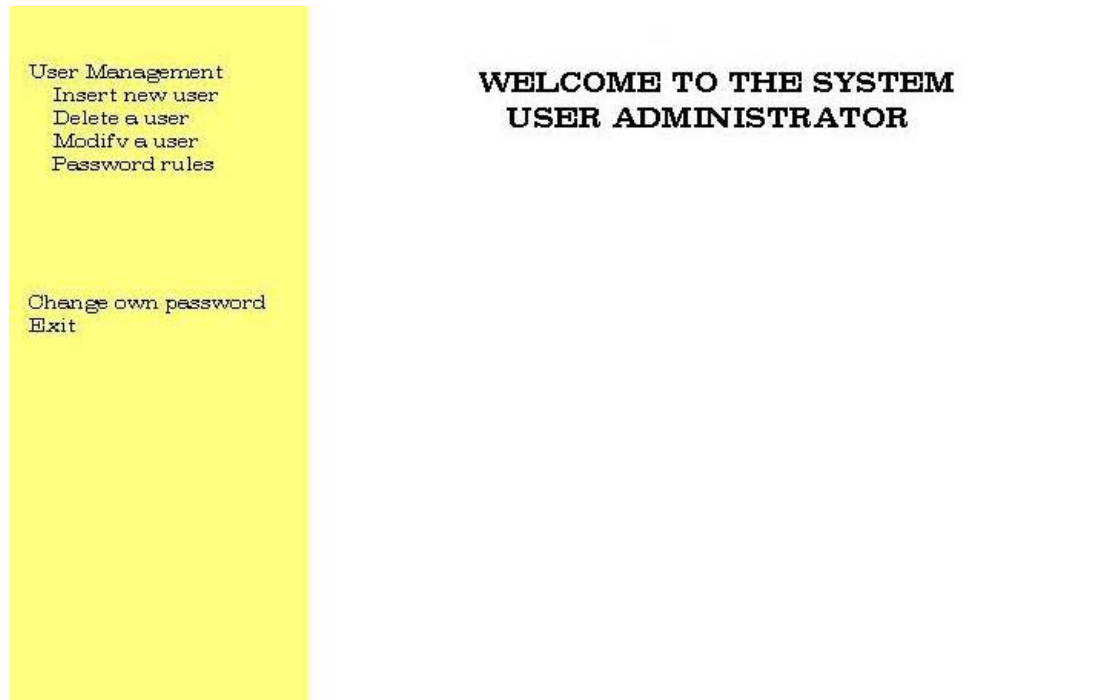 User Management
Insert new user
Delete a user
Modify a user
Password rules
Change own password
Exit
WELCOME TO THE SYSTEM
USER ADMINISTRATOR